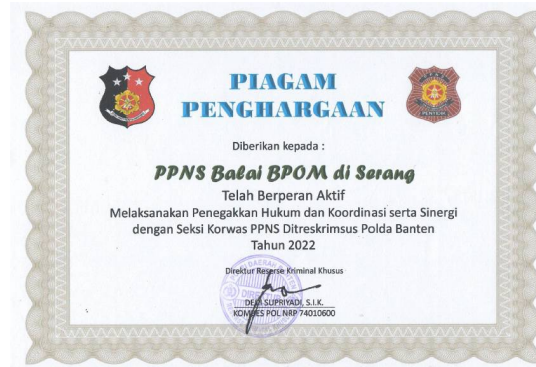 PIAGAM
PENGHARGAAN
Diberikan kepada :
PPNS Balai BPOM di Serang
Telah Berperan Aktif
Melaksanakan Penegakkan Hukum dan Koordinasi serta Sinergi
dengan Seksi Korwas PPNS Ditreskrimsus Polda Banten
Tahun 2022
Direktur Reserse Kriminal Khusus
DEDI SUPRIYADI, S.I.K.
KOMBES POL NRP 74010600